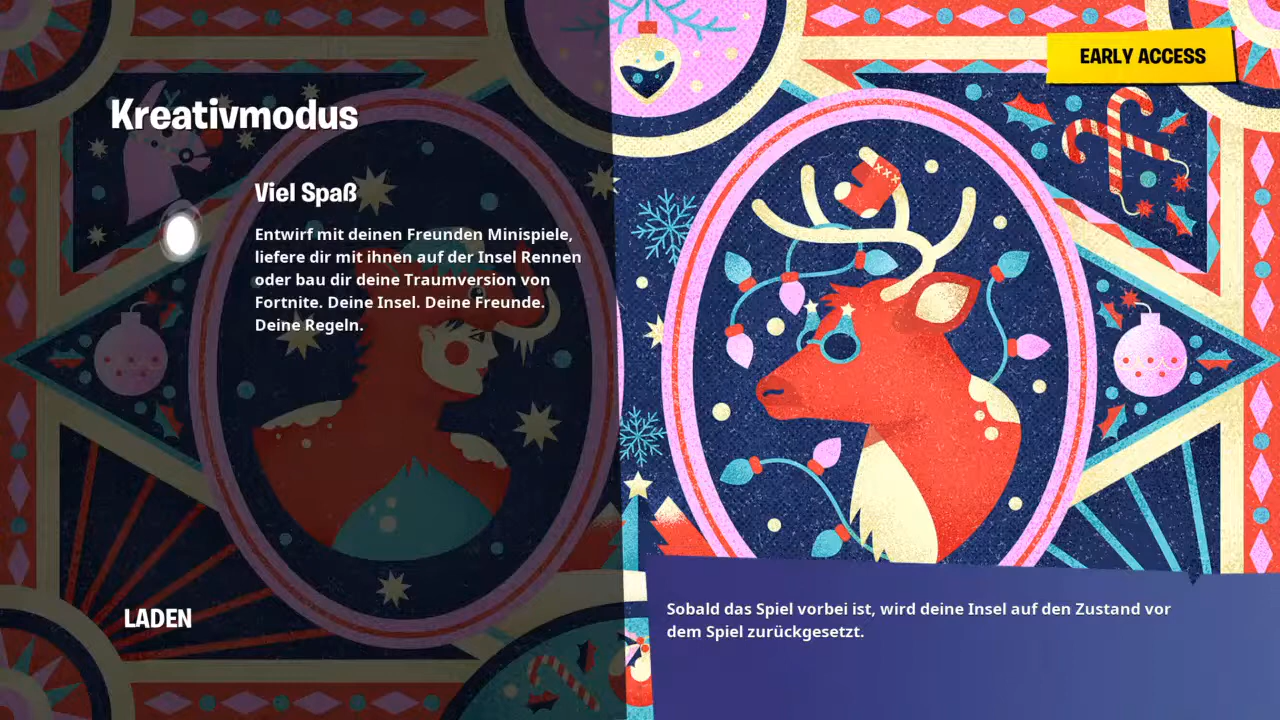 EARLY ACCESS
Kreativmodus
Viel Spaß
Entwirf mit deinen Freunden Minispiele,
liefere dir mit ihnen auf der Insel Rennen
oder bau dir deine Traumversion von
Fortnite. Deine Insel. Deine Freunde.
Deine Regeln.
LADEN
Sobald das Spiel vorbei ist, wird deine Insel auf den Zustand vor
dem Spiel zurückgesetzt.